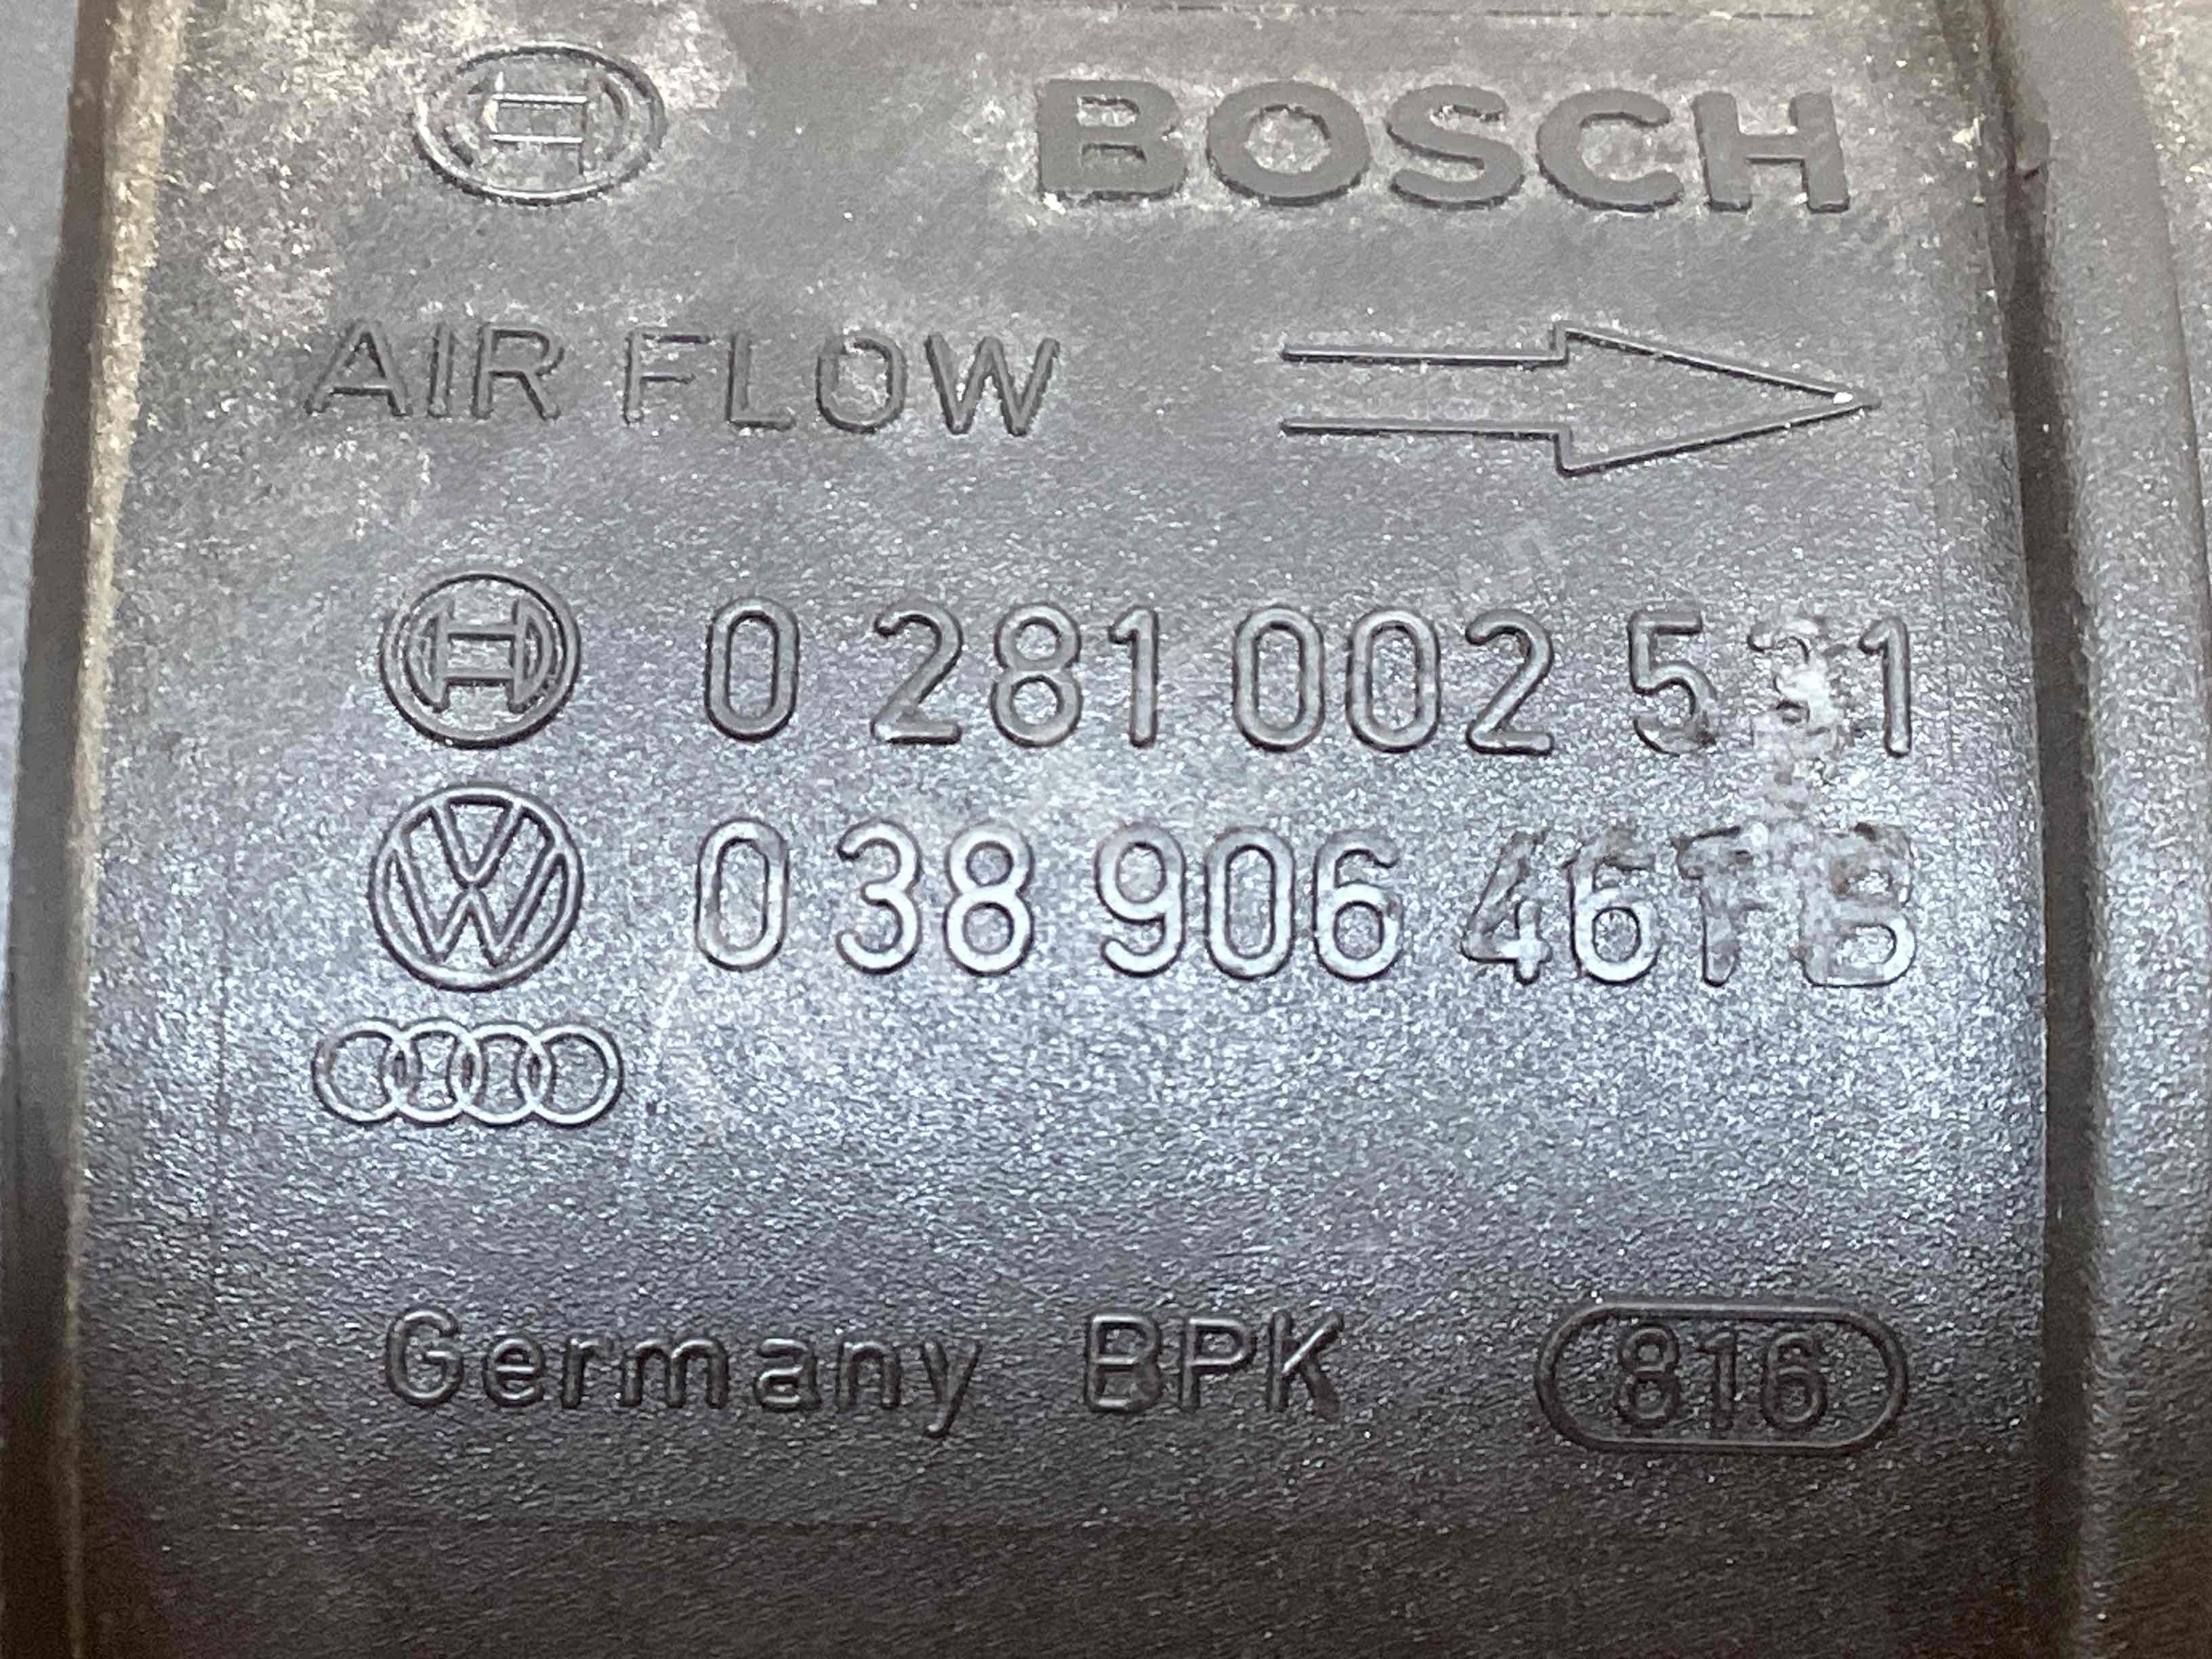 BOSCH
AIR FLOW
0 281 002 531
0 38 906 461 B
Germany BPK 816